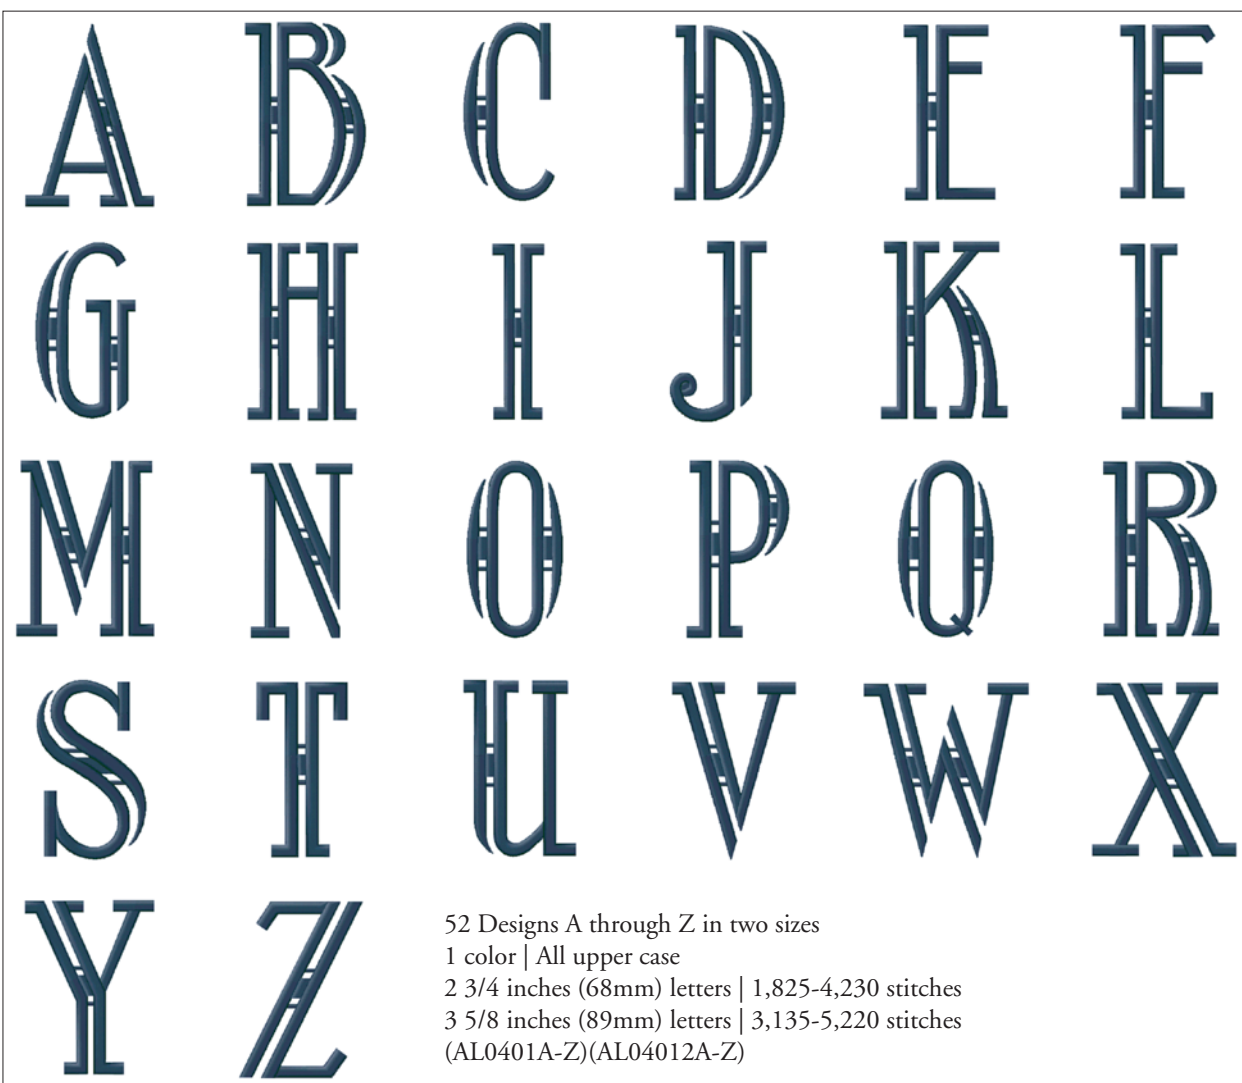 A B C D E F
G H I J K L
M N O P Q R
S T U V W X
Y Z
52 Designs A through Z in two sizes
1 color | All upper case
2 3/4 inches (68mm) letters | 1,825-4,230 stitches
3 5/8 inches (89mm) letters | 3,135-5,220 stitches
(AL0401A-Z)(AL04012A-Z)